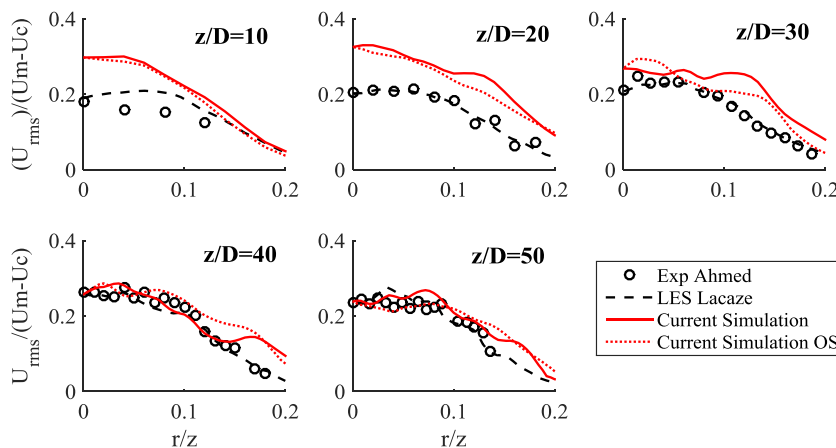 z/D=10
z/D=20
z/D=30
(U_rms)/(Um-Uc)
0.4
0.2
0
0 0.1 0.2
0.4
0.2
0
0 0.1 0.2
0.4
0.2
0
0 0.1 0.2
z/D=40
z/D=50
U_rms/(Um-Uc)
0.4
0.2
0
0 0.1 0.2
r/z
0.4
0.2
0
0 0.1 0.2
r/z
Exp Ahmed
LES Lacaze
Current Simulation
Current Simulation OS